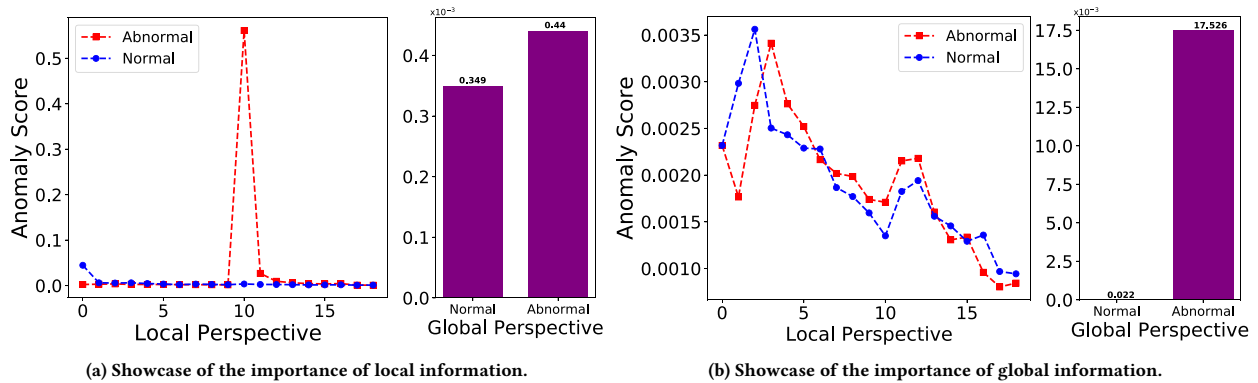 Anomaly Score
0.5
0.4
0.3
0.2
0.1
0.0
Abnormal
Normal
0
5
10
15
Local Perspective
x10⁻³
0.4
0.3
0.2
0.1
0.0
0.349
0.44
Normal
Abnormal
Global Perspective
(a) Showcase of the importance of local information.
Anomaly Score
0.0035
0.0030
0.0025
0.0020
0.0015
0.0010
Abnormal
Normal
0
5
10
15
Local Perspective
x10⁻³
17.5
15.0
12.5
10.0
7.5
5.0
2.5
0.0
0.022
17.526
Normal
Abnormal
Global Perspective
(b) Showcase of the importance of global information.